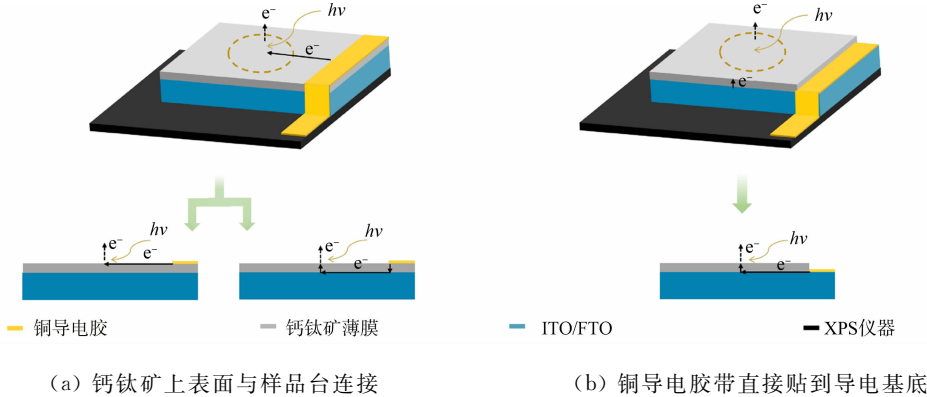 e⁻
hν
e⁻
e⁻
hν
e⁻
hν
e⁻
e⁻
hν
e⁻
e⁻
hν
e⁻
e⁻
铜导电胶
钙钛矿薄膜
ITO/FTO
XPS仪器
(a) 钙钛矿上表面与样品台连接
(b) 铜导电胶带直接贴到导电基底